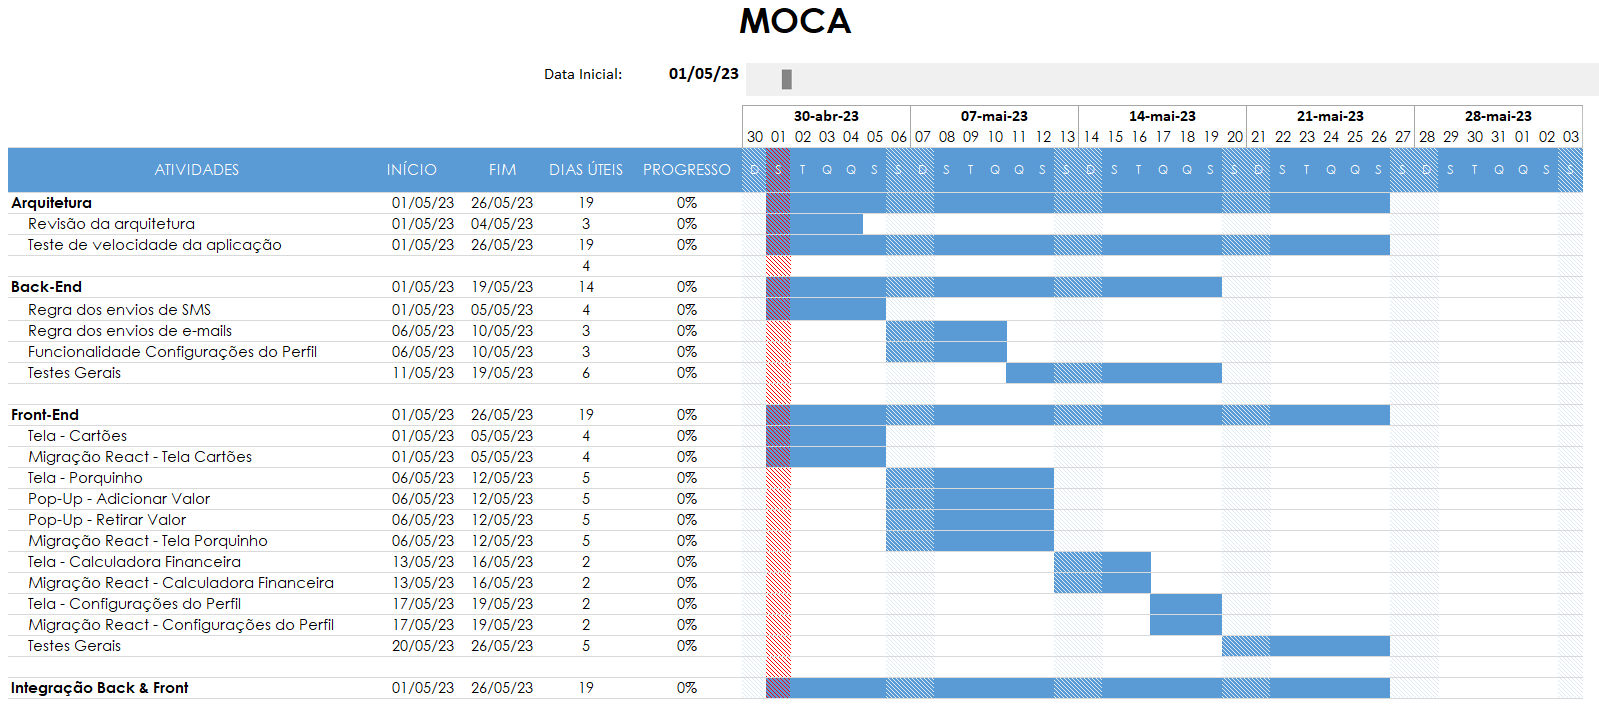 MOCA
Data Inicial: 01/05/23
30-abr-23 07-mai-23 14-mai-23 21-mai-23 28-mai-23
30 01 02 03 04 05 06 07 08 09 10 11 12 13 14 15 16 17 18 19 20 21 22 23 24 25 26 27 28 29 30 31 01 02 03
ATIVIDADES INÍCIO FIM DIAS ÚTEIS PROGRESSO D S T Q Q S S D S T Q Q S S D S T Q Q S S D S T Q Q S S D S T Q Q S S
Arquitetura 01/05/23 26/05/23 19 0%
Revisão da arquitetura 01/05/23 04/05/23 3 0%
Teste de velocidade da aplicação 01/05/23 26/05/23 19 0%
4
Back-End 01/05/23 19/05/23 14 0%
Regra dos envios de SMS 01/05/23 05/05/23 4 0%
Regra dos envios de e-mails 06/05/23 10/05/23 3 0%
Funcionalidade Configurações do Perfil 06/05/23 10/05/23 3 0%
Testes Gerais 11/05/23 19/05/23 6 0%
Front-End 01/05/23 26/05/23 19 0%
Tela - Cartões 01/05/23 05/05/23 4 0%
Migração React - Tela Cartões 01/05/23 05/05/23 4 0%
Tela - Porquinho 06/05/23 12/05/23 5 0%
Pop-Up - Adicionar Valor 06/05/23 12/05/23 5 0%
Pop-Up - Retirar Valor 06/05/23 12/05/23 5 0%
Migração React - Tela Porquinho 06/05/23 12/05/23 5 0%
Tela - Calculadora Financeira 13/05/23 16/05/23 2 0%
Migração React - Calculadora Financeira 13/05/23 16/05/23 2 0%
Tela - Configurações do Perfil 17/05/23 19/05/23 2 0%
Migração React - Configurações do Perfil 17/05/23 19/05/23 2 0%
Testes Gerais 20/05/23 26/05/23 5 0%
Integração Back & Front 01/05/23 26/05/23 19 0%